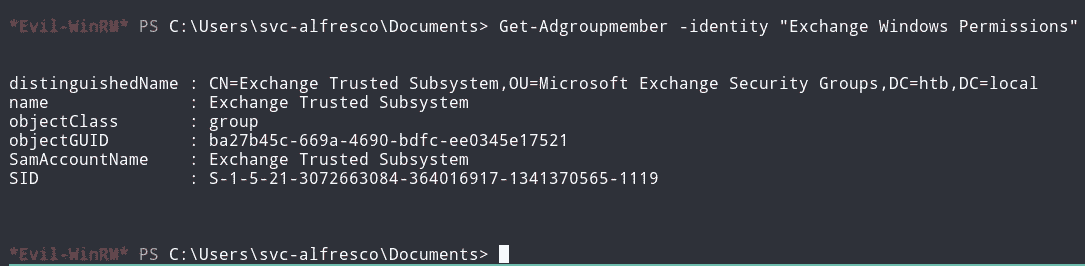 *Evil-WinRM* PS C:\Users\svc-alfresco\Documents> Get-Adgroupmember -identity "Exchange Windows Permissions"
distinguishedName : CN=Exchange Trusted Subsystem,OU=Microsoft Exchange Security Groups,DC=htb,DC=local
name              : Exchange Trusted Subsystem
objectClass       : group
objectGUID        : ba27b45c-669a-4690-bdfc-ee0345e17521
SamAccountName    : Exchange Trusted Subsystem
SID               : S-1-5-21-3072663084-364016917-1341370565-1119
*Evil-WinRM* PS C:\Users\svc-alfresco\Documents>